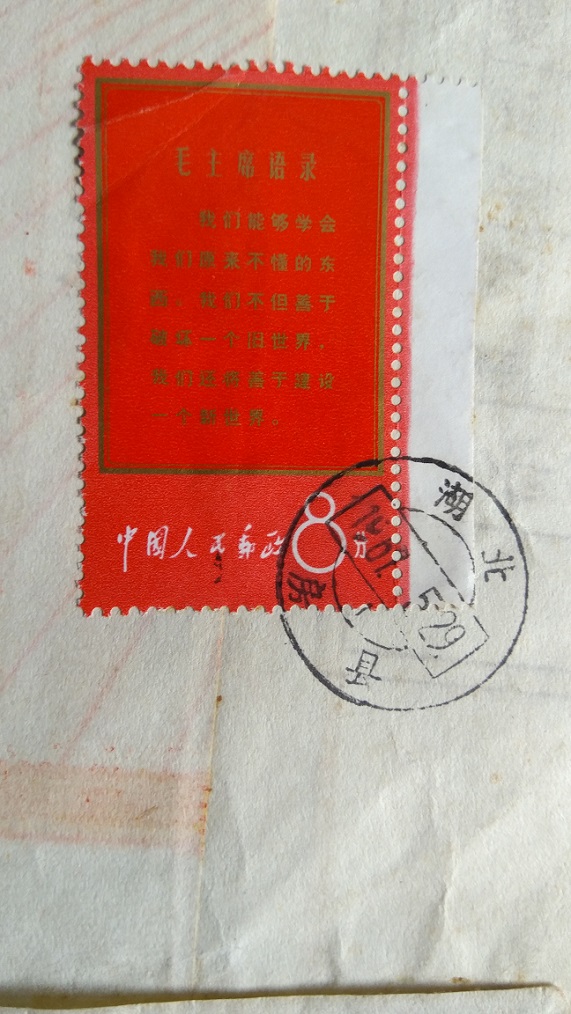 毛主席语录
我们能够学会
我们原来不懂的东
西。我们不但善于
破坏一个旧世界，
我们还将善于建设
一个新世界。
中国人民邮政
8分
湖北
房县
5.29.